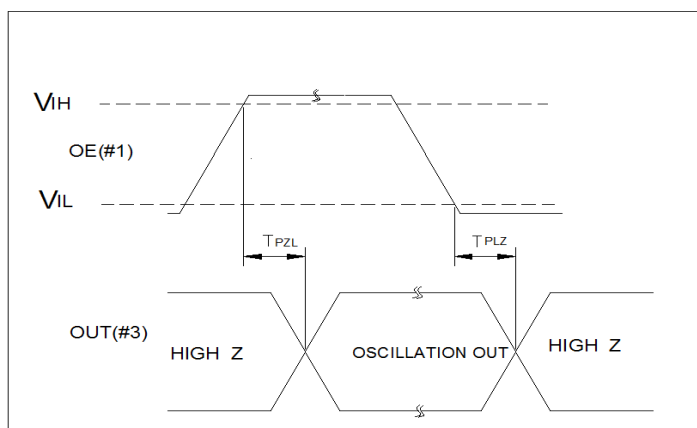 VIH
OE(#1)
VIL
TPZL
TPLZ
OUT(#3)
HIGH Z
OSCILLATION OUT
HIGH Z